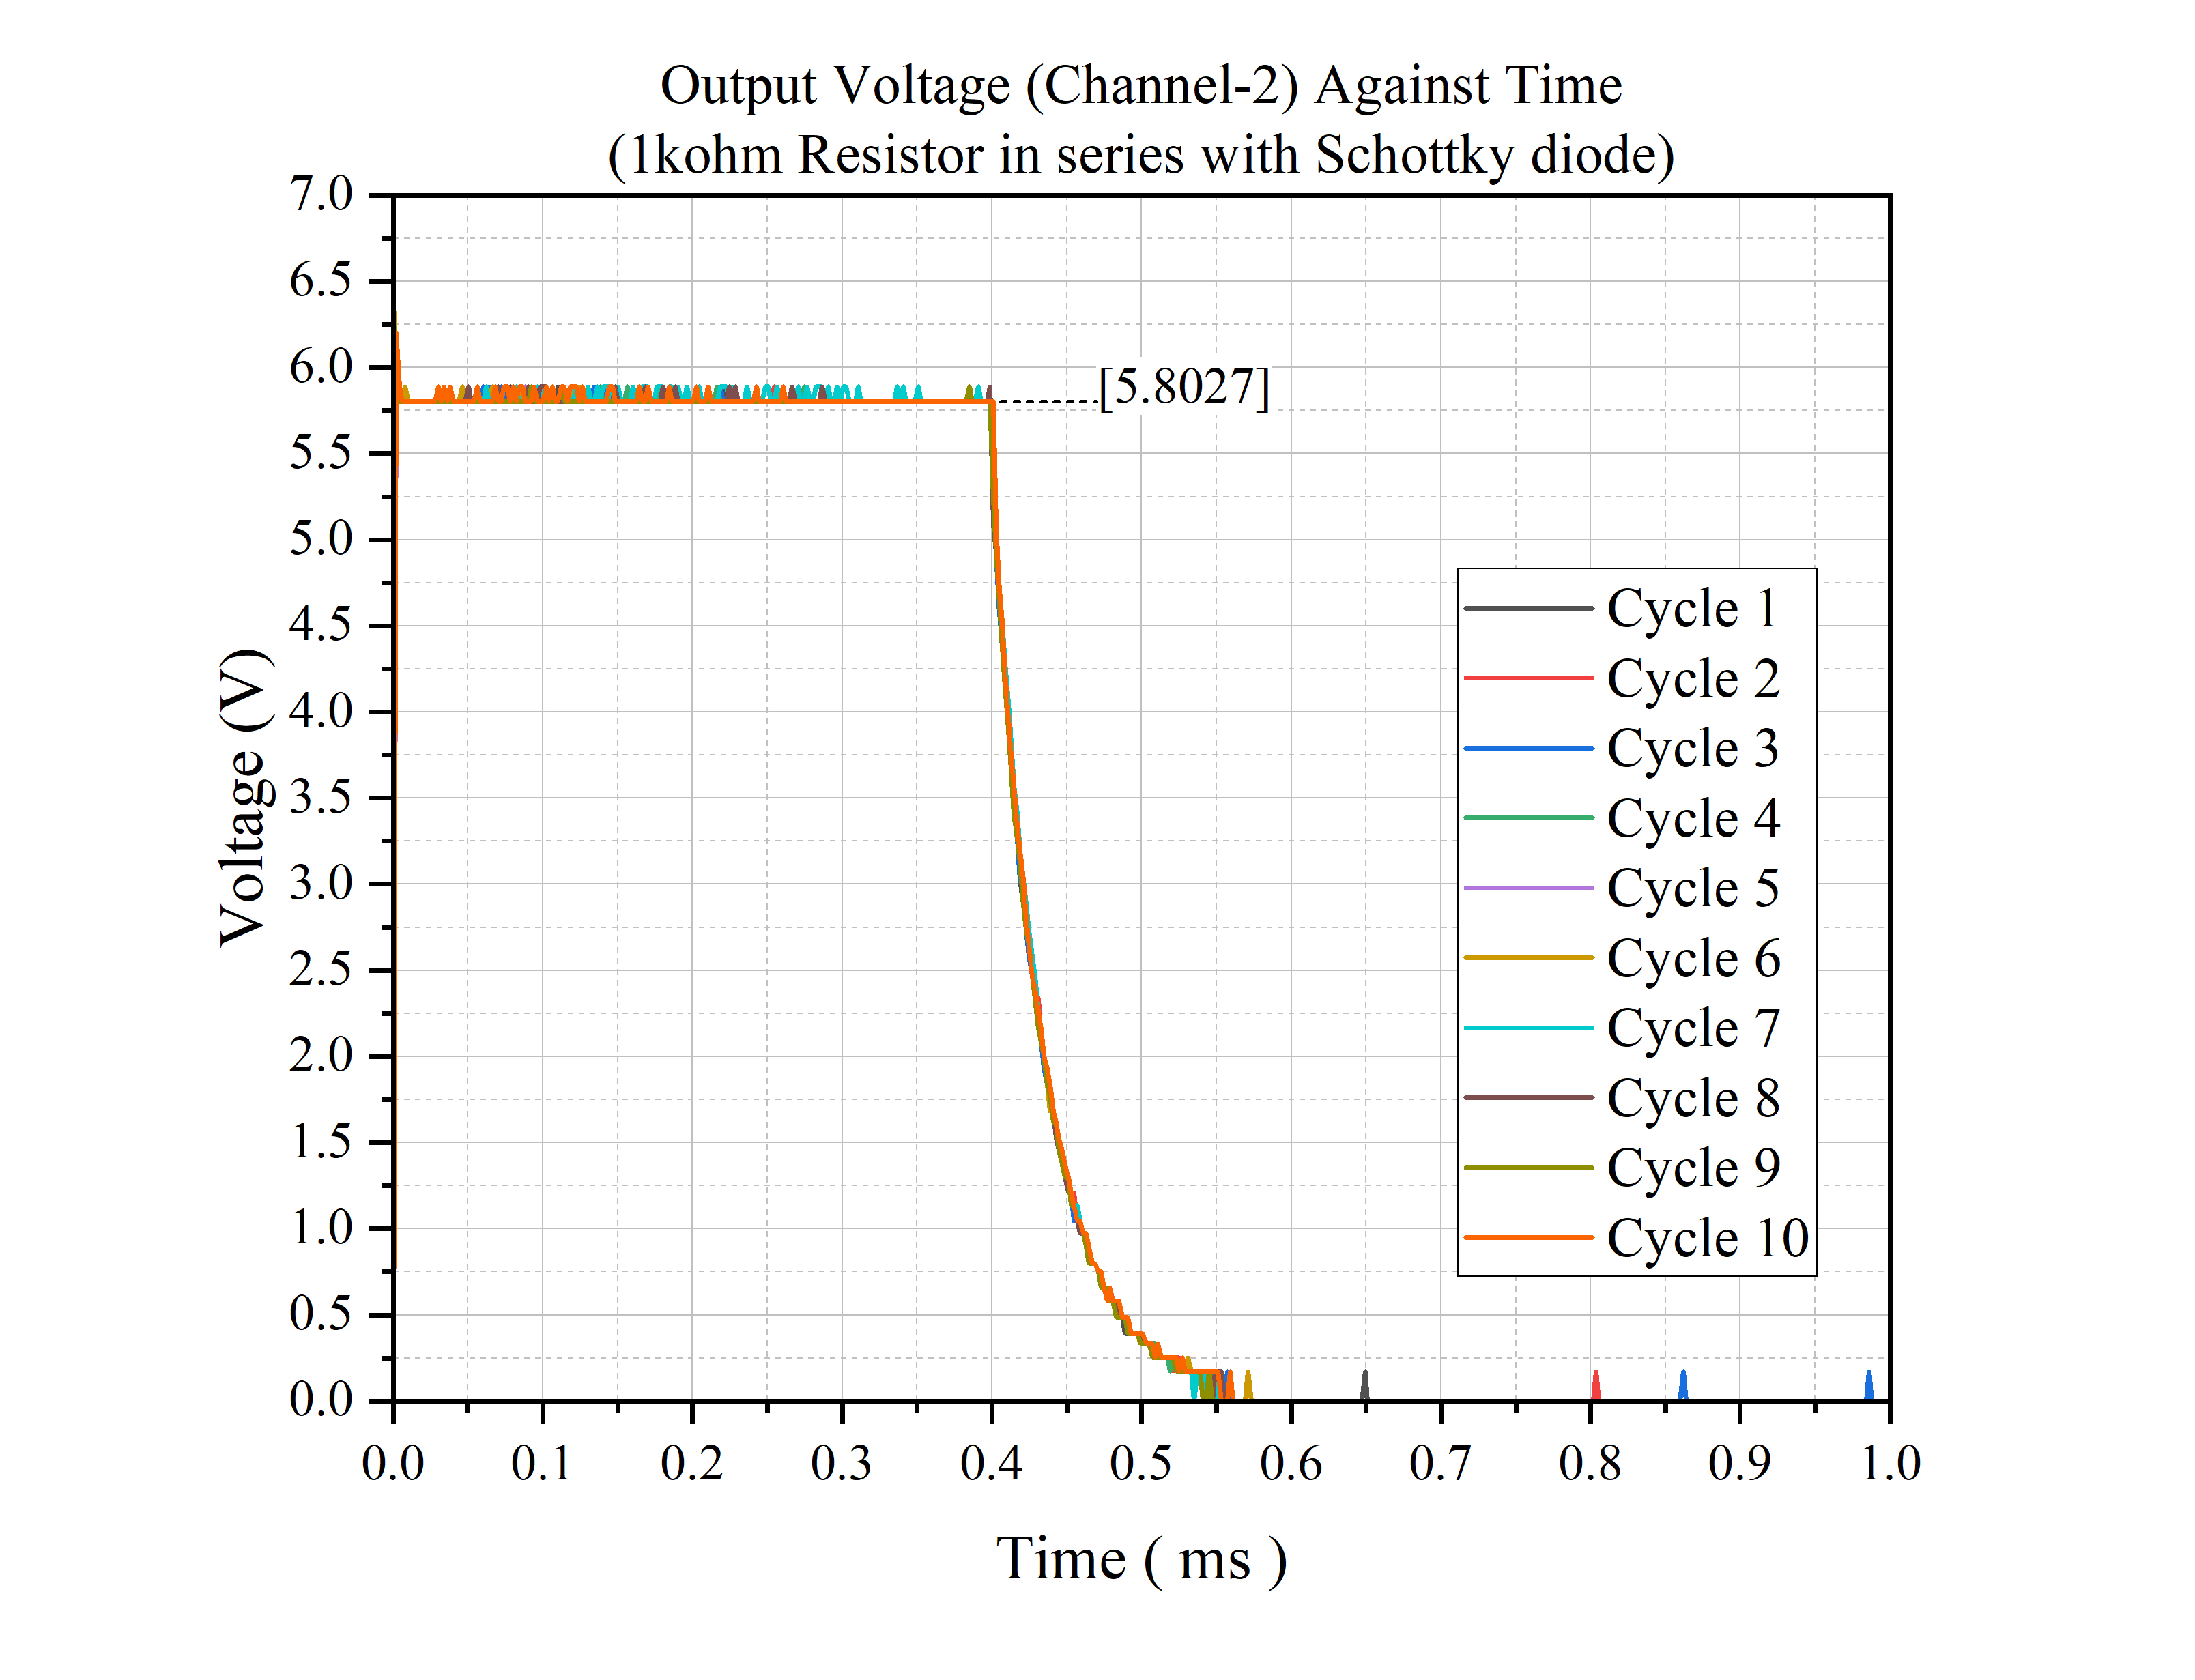 Output Voltage (Channel-2) Against Time
(1kohm Resistor in series with Schottky diode)
7.0
6.5
6.0
5.5
5.0
4.5
4.0
3.5
3.0
2.5
2.0
1.5
1.0
0.5
0.0
Voltage (V)
[5.8027]
Cycle 1
Cycle 2
Cycle 3
Cycle 4
Cycle 5
Cycle 6
Cycle 7
Cycle 8
Cycle 9
Cycle 10
0.0 0.1 0.2 0.3 0.4 0.5 0.6 0.7 0.8 0.9 1.0
Time ( ms )